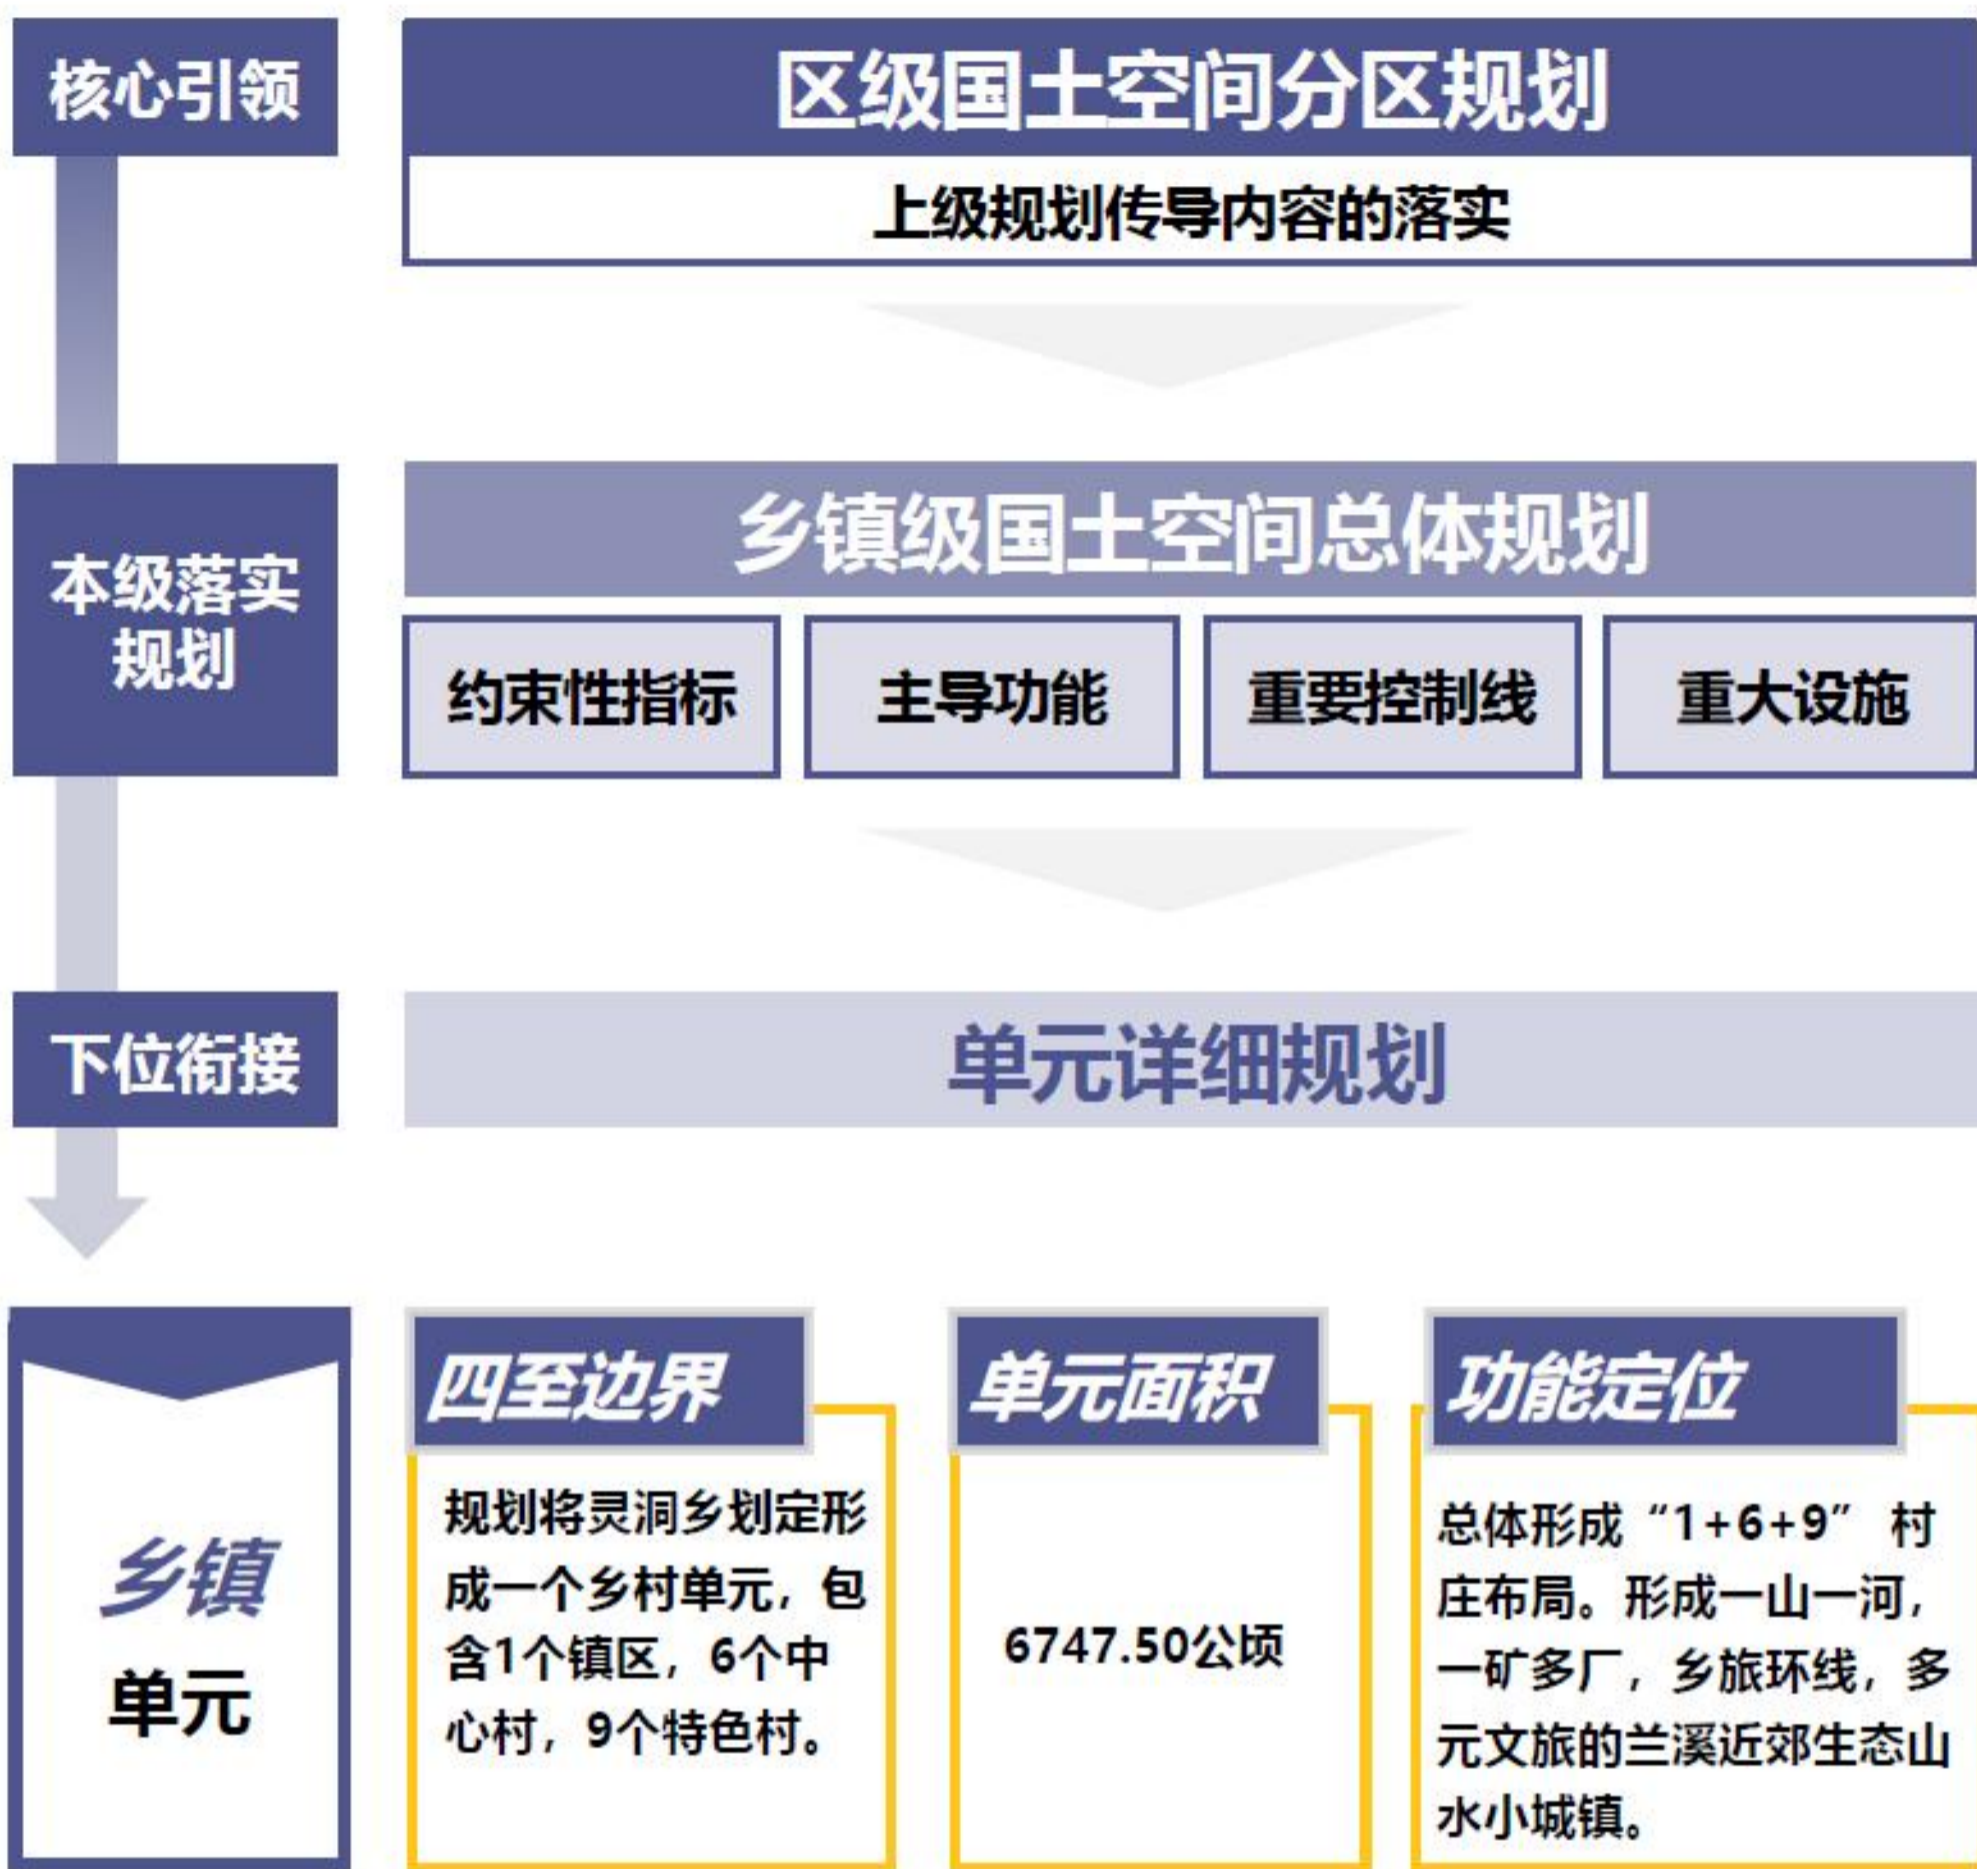 核心引领
区级国土空间分区规划
上级规划传导内容的落实
本级落实
规划
乡镇级国土空间总体规划
约束性指标
主导功能
重要控制线
重大设施
下位衔接
单元详细规划
乡镇
单元
四至边界
规划将灵洞乡划定形
成一个乡村单元，包
含1个镇区，6个中
心村，9个特色村。
单元面积
6747.50公顷
功能定位
总体形成“1+6+9” 村
庄布局。形成一山一河，
一矿多厂，乡旅环线，多
元文旅的兰溪近郊生态山
水小城镇。